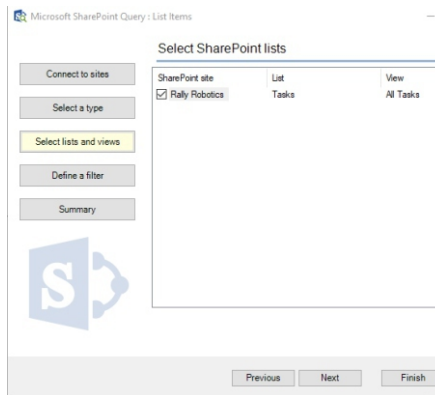 Microsoft SharePoint Query : List Items
Select SharePoint lists
Connect to sites
Select a type
Select lists and views
Define a filter
Summary
SharePoint site List View
Rally Robotics Tasks All Tasks
S
Previous Next Finish